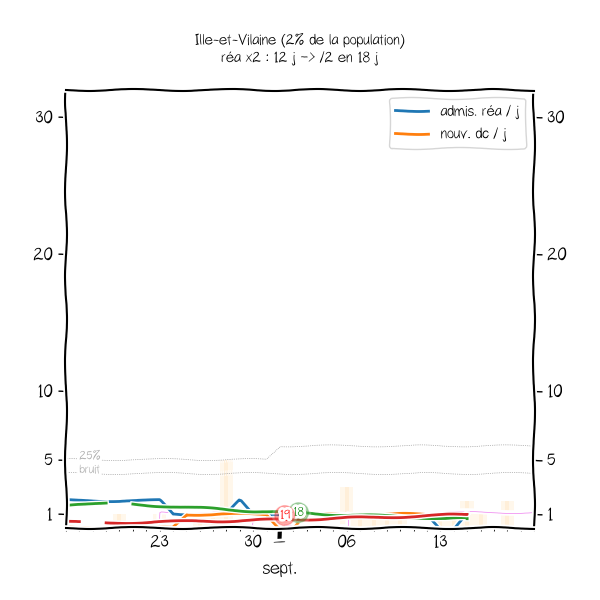 Ille-et-Vilaine (2% de la population)
réa x2 : 12 j -> /2 en 18 j
admis. réa / j
nouv. dc / j
30
30
20
20
10
10
5
5
1
1
25%
bruit
19
18
23
30
06
13
sept.